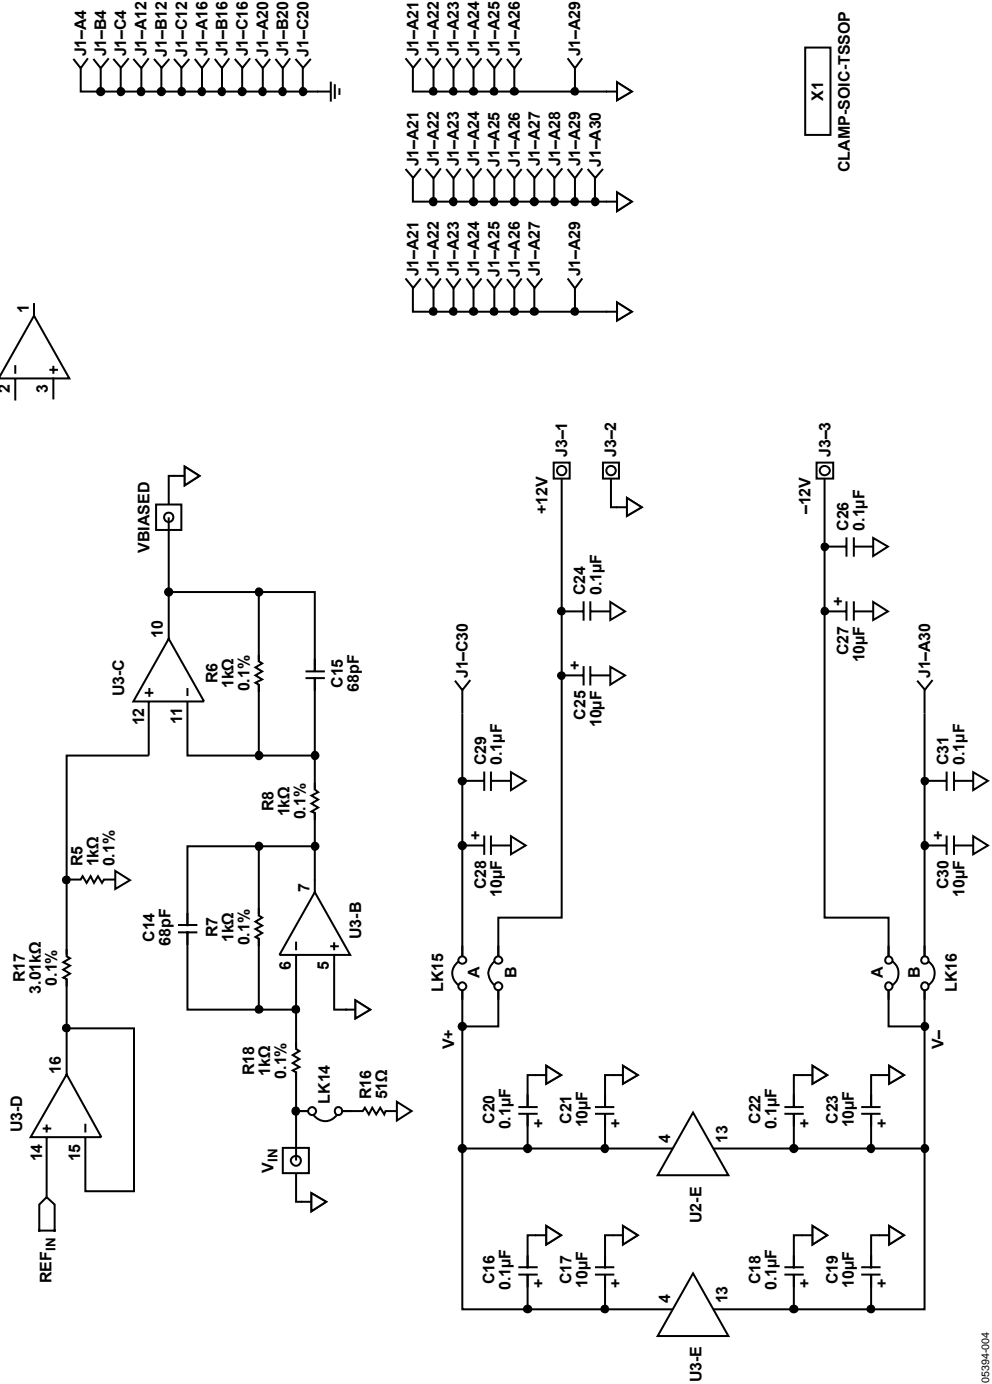 J1–A4
J1–B4
J1–C4
J1–A12
J1–B12
J1–C12
J1–A16
J1–B16
J1–C16
J1–A20
J1–B20
J1–C20
J1–A21
J1–A22
J1–A23
J1–A24
J1–A25
J1–A26
J1–A29
J1–A21
J1–A22
J1–A23
J1–A24
J1–A25
J1–A26
J1–A27
J1–A28
J1–A29
J1–A30
J1–A21
J1–A22
J1–A23
J1–A24
J1–A25
J1–A26
J1–A27
J1–A29
X1
CLAMP-SOIC-TSSOP
2
–
3
+
1
REFIN
14
+
15
–
U3-D
16
R17
3.01kΩ
0.1%
R5
1kΩ
0.1%
12
+
11
–
U3-C
10
VBIASED
R6
1kΩ
0.1%
C15
68pF
R8
1kΩ
0.1%
C14
68pF
R7
1kΩ
0.1%
6
–
5
+
7
U3-B
VIN
R18
1kΩ
0.1%
LK14
R16
51Ω
V+
LK15
A
B
C28
10µF
+
C29
0.1µF
J1–C30
C25
10µF
+
C24
0.1µF
+12V
J3–1
J3–2
C16
0.1µF
+
C17
10µF
+
C20
0.1µF
+
C21
10µF
+
U3-E
4
13
U2-E
4
13
C18
0.1µF
+
C19
10µF
+
C22
0.1µF
+
C23
10µF
+
V–
A
B
LK16
C27
10µF
+
C26
0.1µF
–12V
J3–3
C30
10µF
+
C31
0.1µF
J1–A30
05394-004